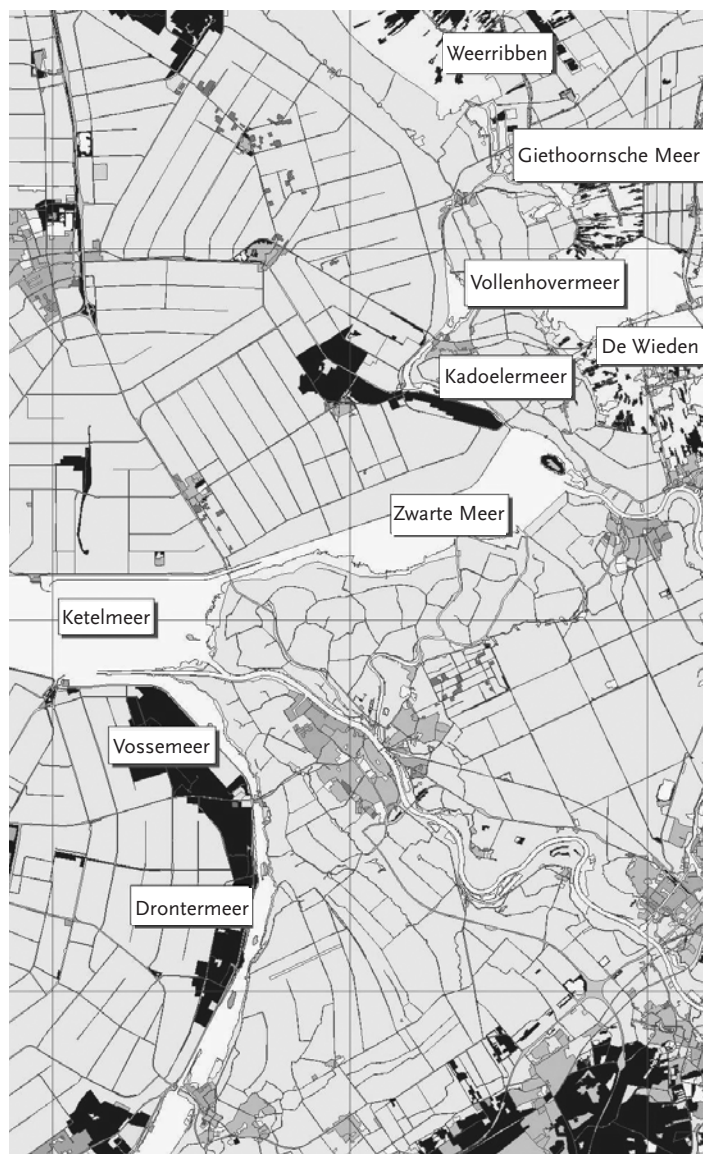 Weerribben
Giethoornsche Meer
Vollenhovermeer
De Wieden
Kadoelermeer
Zwarte Meer
Ketelmeer
Vossemeer
Drontermeer